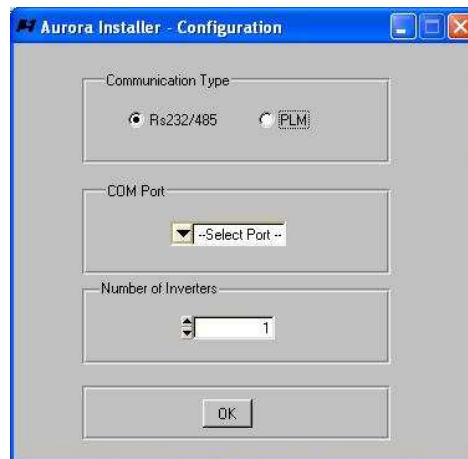 Aurora Installer - Configuration
Communication Type
Rs232/485 PLM
COM Port
--Select Port --
Number of Inverters
1
OK